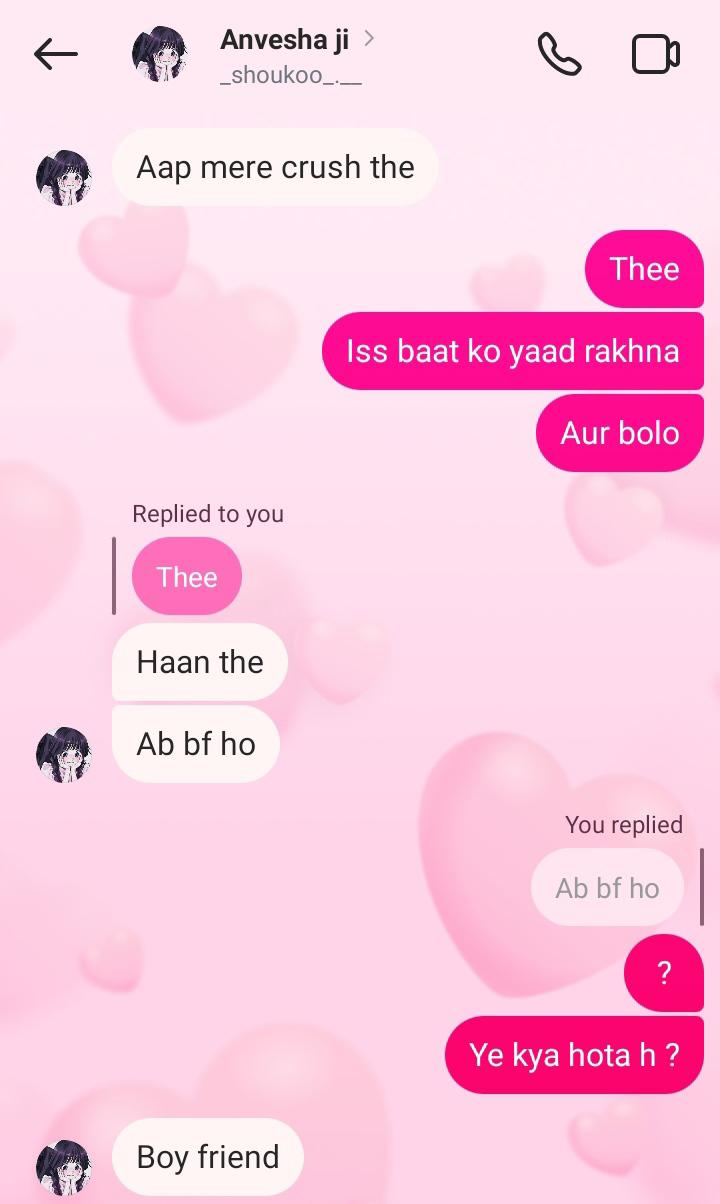 Anvesha ji
_shoukoo_.__
Aap mere crush the
Thee
Iss baat ko yaad rakhna
Aur bolo
Replied to you
Thee
Haan the
Ab bf ho
You replied
Ab bf ho
?
Ye kya hota h ?
Boy friend